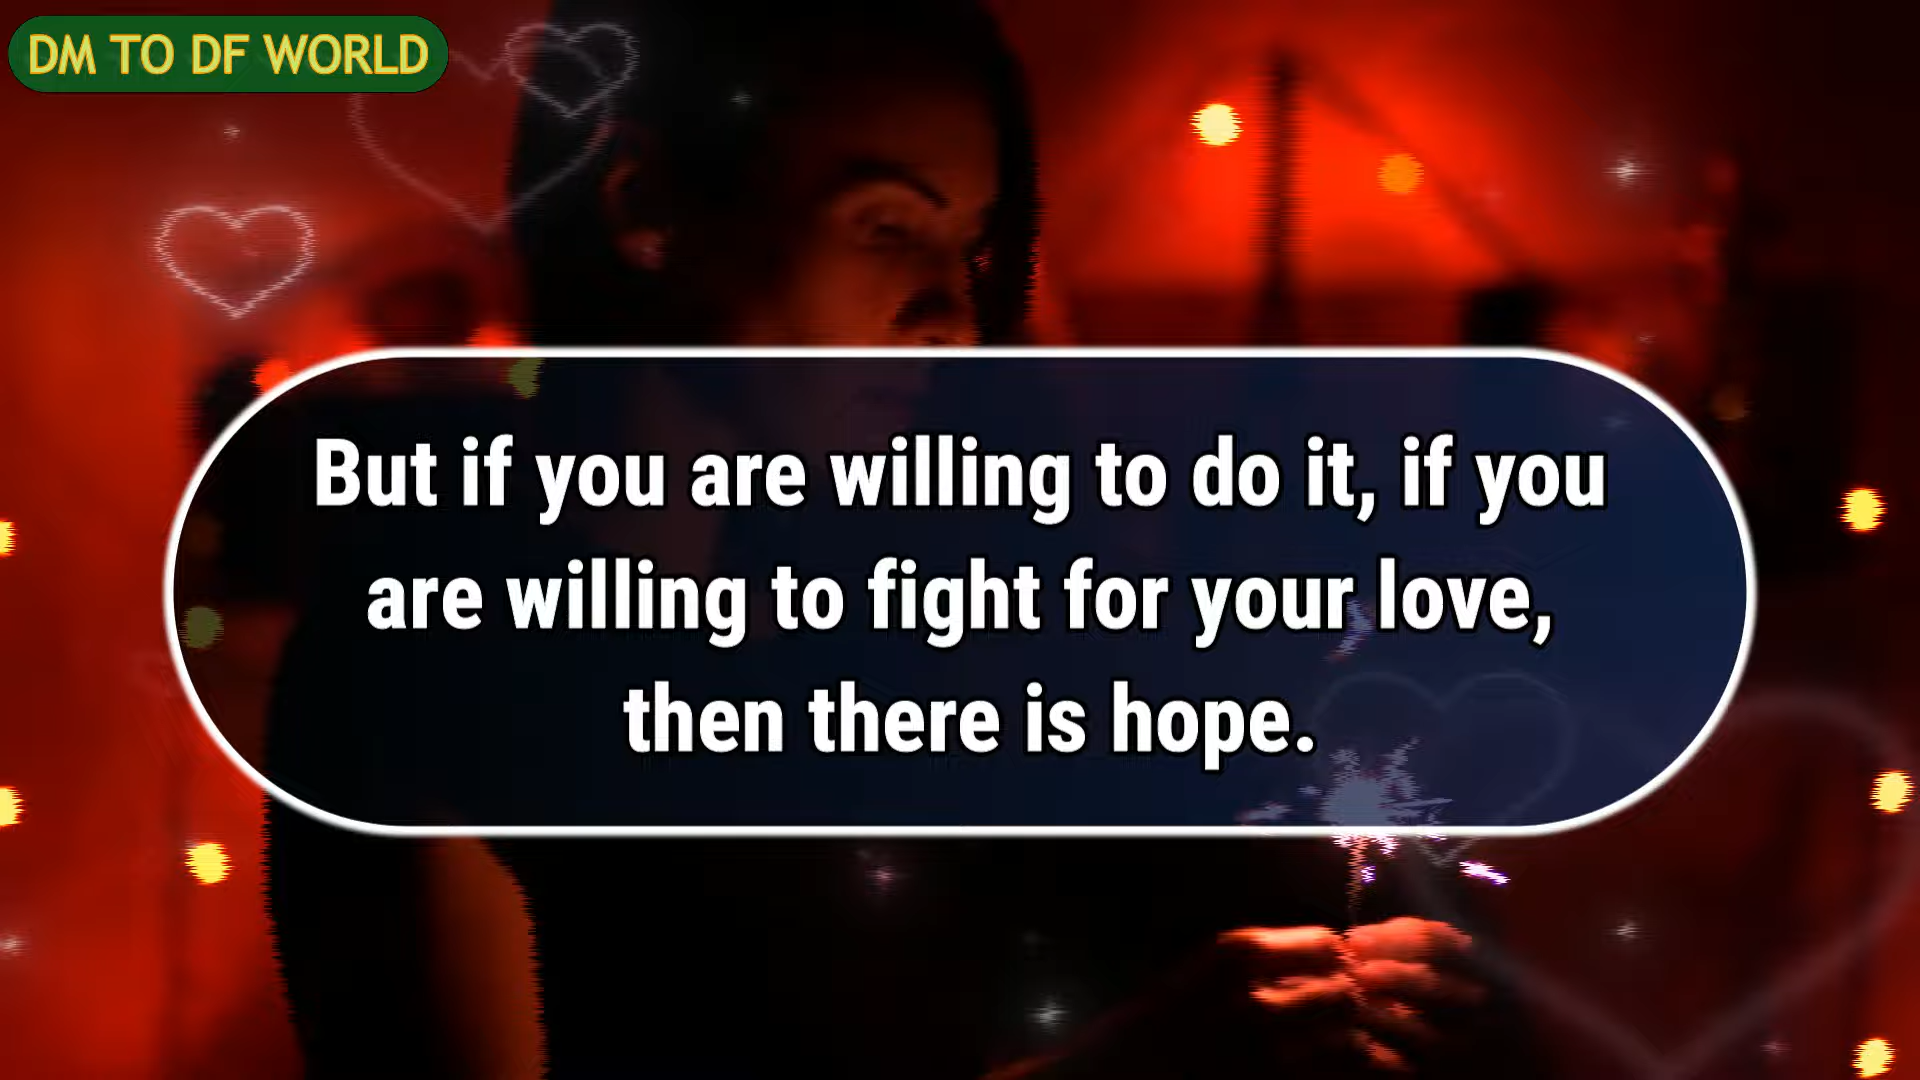 DM TO DF WORLD
But if you are willing to do it, if you
are willing to fight for your love,
then there is hope.